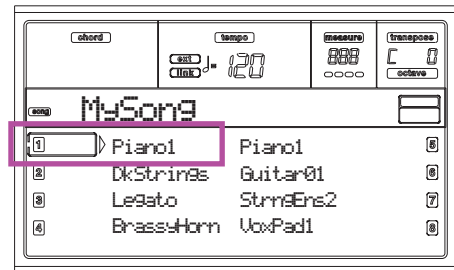 chord tempo measure transpose
ext link ♩= 120 888 C 0
octave
song MySong
1 Piano1 Piano1 5
2 DkStrings Guitar01 6
3 Legato StrngEns2 7
4 BrassyHorn VoxPad1 8